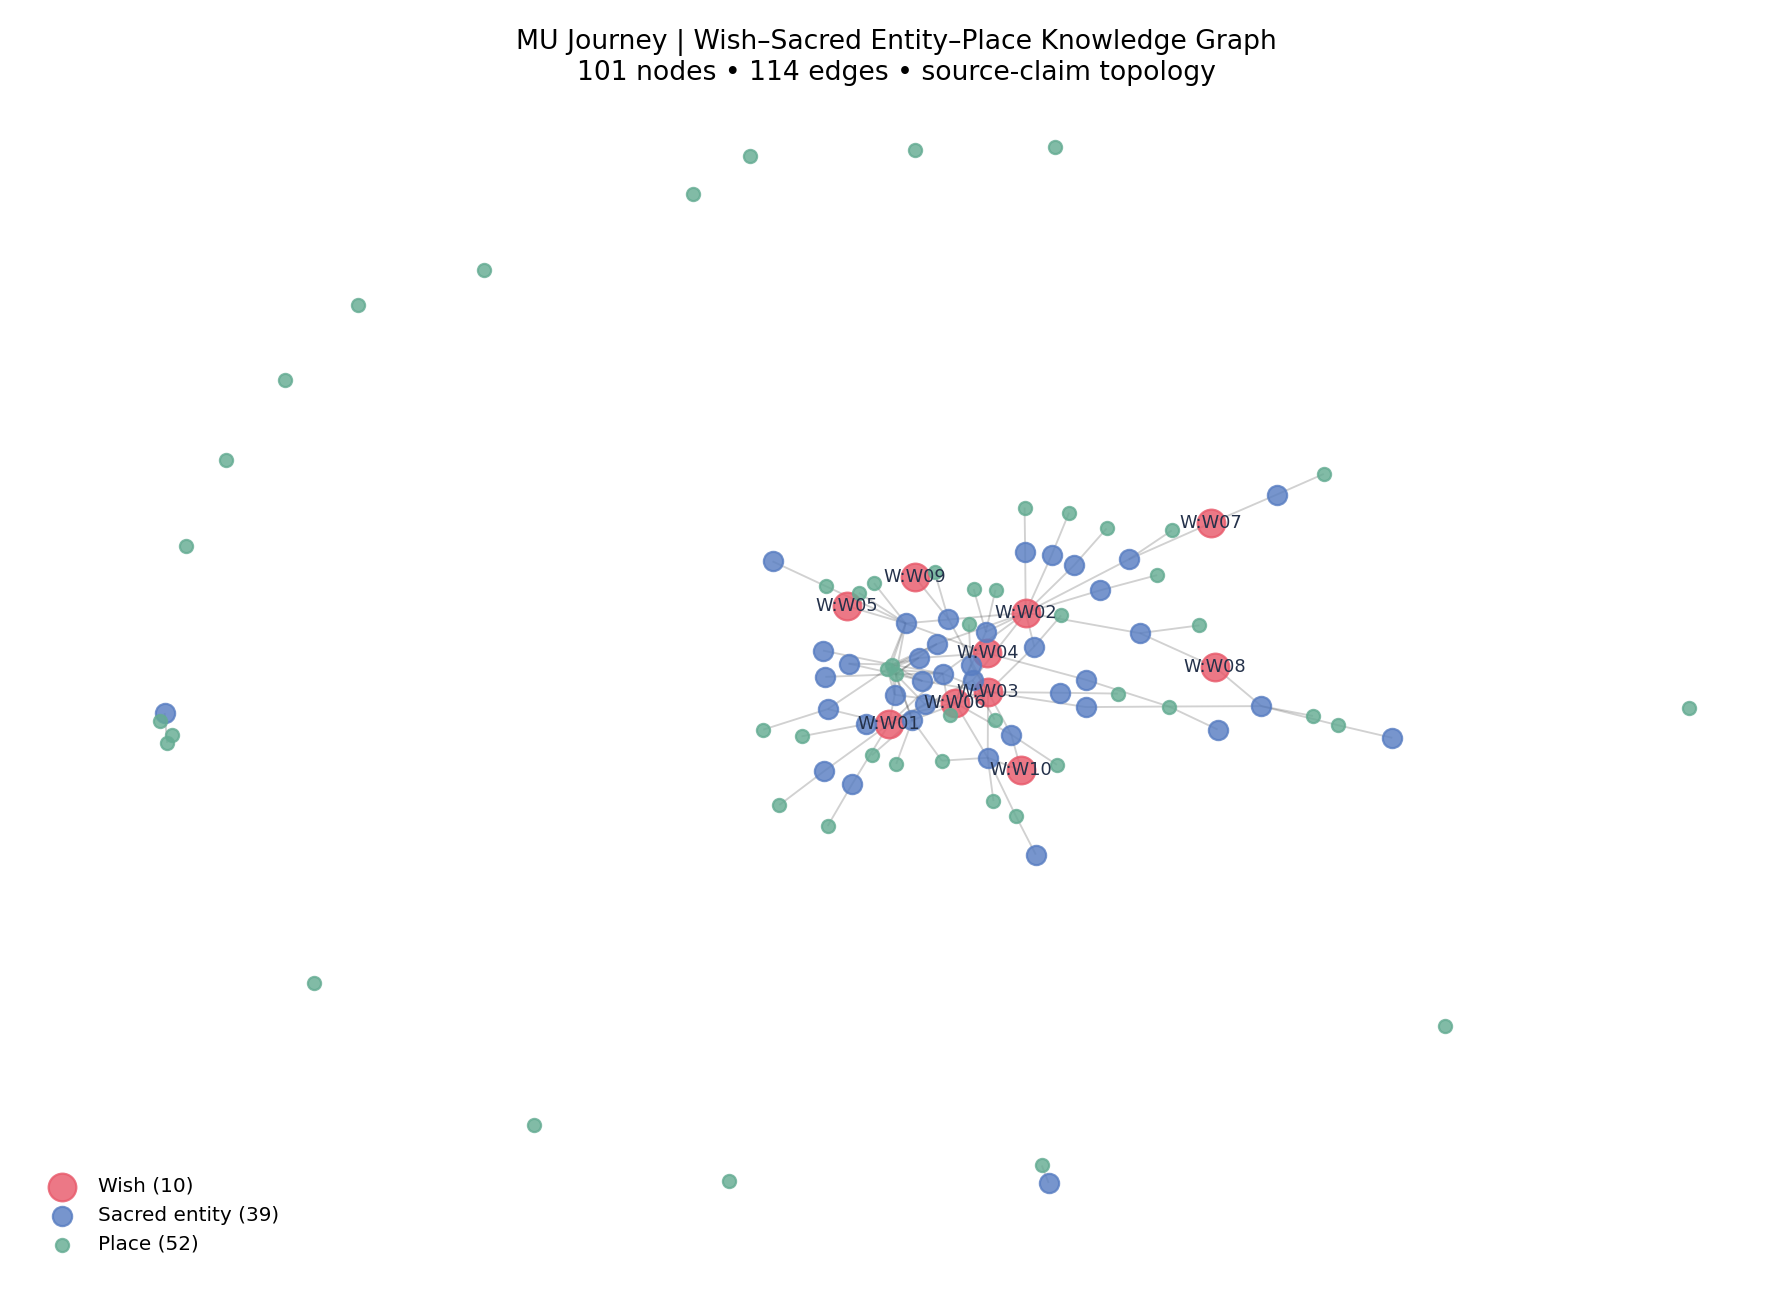 MU Journey | Wish–Sacred Entity–Place Knowledge Graph
101 nodes • 114 edges • source-claim topology
W:W07
W:W09
W:W05
W:W02
W:W04
W:W08
W:W03
W:W06
W:W01
W:W10
Wish (10)
Sacred entity (39)
Place (52)